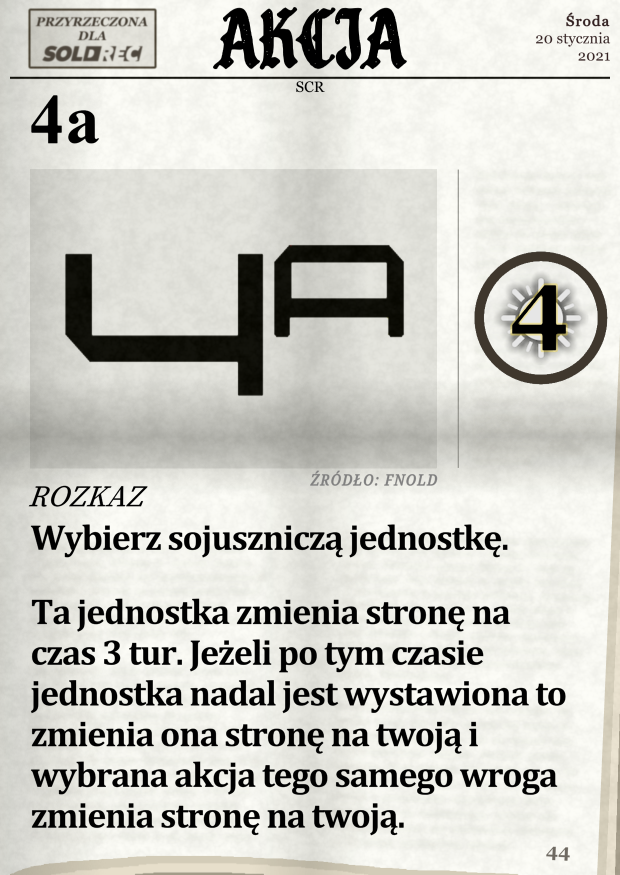 PRZYRZECZONA
DLA
SOLDREC
AKCJA
Środa
20 stycznia
2021
SCR
4a
4A
4
ŹRÓDŁO: FNOLD
ROZKAZ
Wybierz sojuszniczą jednostkę.
Ta jednostka zmienia stronę na
czas 3 tur. Jeżeli po tym czasie
jednostka nadal jest wystawiona to
zmienia ona stronę na twoją i
wybrana akcja tego samego wroga
zmienia stronę na twoją.
44